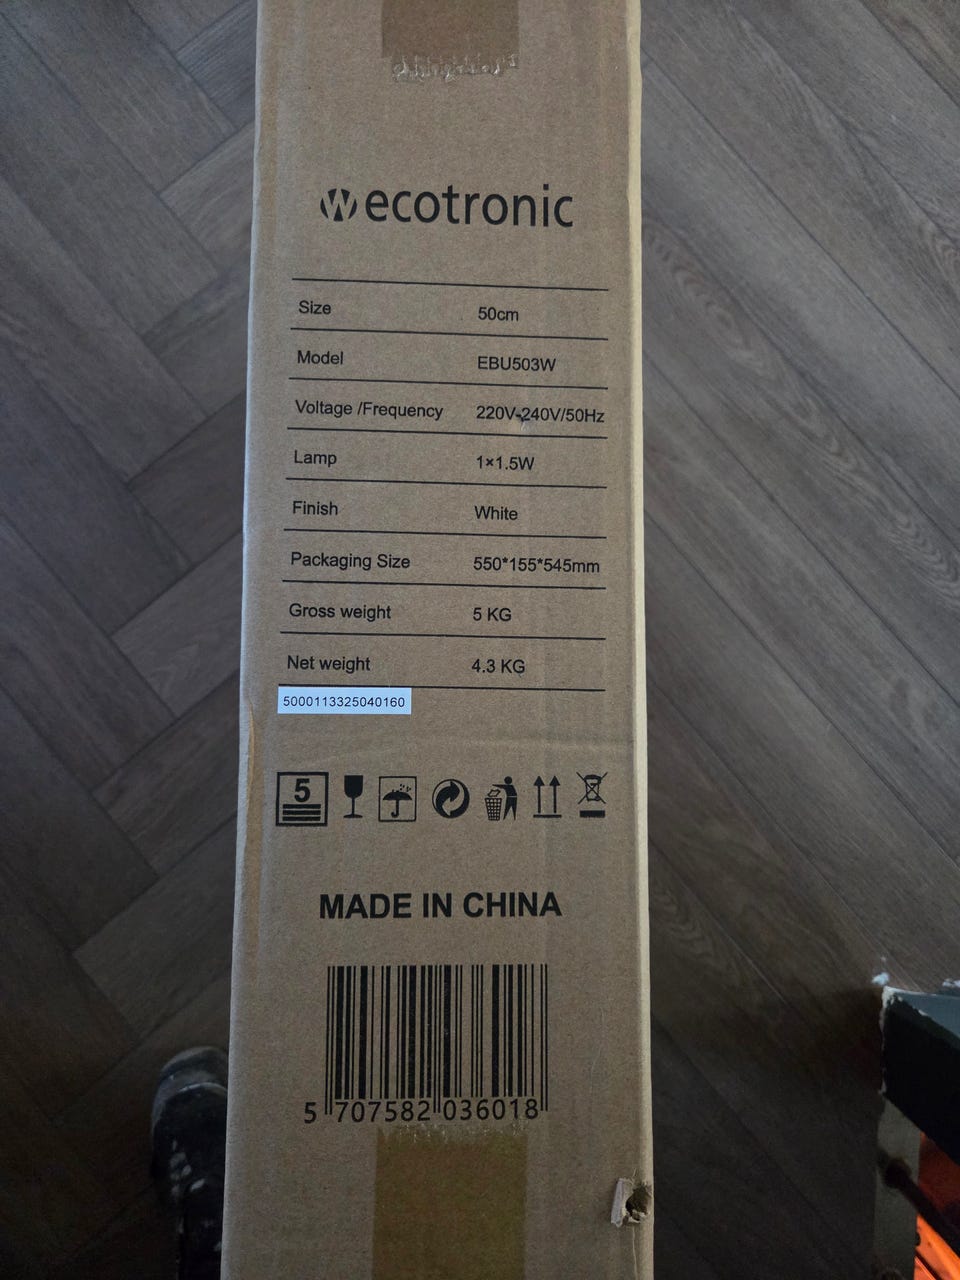 W ecotronic
Size 50cm
Model EBU503W
Voltage /Frequency 220V-240V/50Hz
Lamp 1×1.5W
Finish White
Packaging Size 550*155*545mm
Gross weight 5 KG
Net weight 4.3 KG
5000113325040160
5
MADE IN CHINA
5 707582 036018